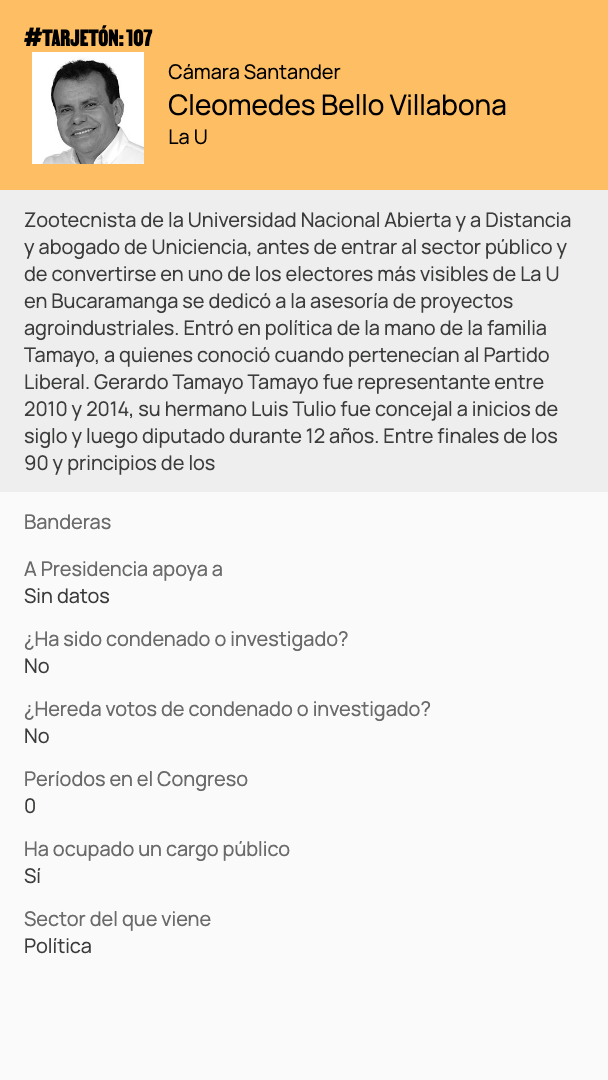 #TARJETÓN: 107
Cámara Santander
Cleomedes Bello Villabona
La U
Zootecnista de la Universidad Nacional Abierta y a Distancia
y abogado de Uniciencia, antes de entrar al sector público y
de convertirse en uno de los electores más visibles de La U
en Bucaramanga se dedicó a la asesoría de proyectos
agroindustriales. Entró en política de la mano de la familia
Tamayo, a quienes conoció cuando pertenecían al Partido
Liberal. Gerardo Tamayo Tamayo fue representante entre
2010 y 2014, su hermano Luis Tulio fue concejal a inicios de
siglo y luego diputado durante 12 años. Entre finales de los
90 y principios de los
Banderas
A Presidencia apoya a
Sin datos
¿Ha sido condenado o investigado?
No
¿Hereda votos de condenado o investigado?
No
Períodos en el Congreso
0
Ha ocupado un cargo público
Sí
Sector del que viene
Política